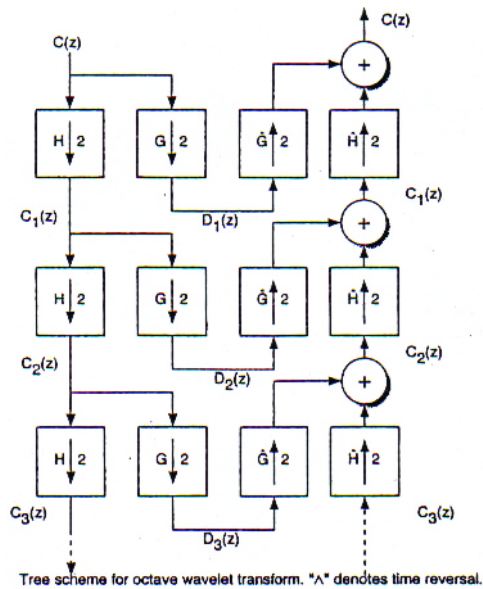 C(z)
C(z)
+
H 2
G 2
Ĝ 2
Ĥ 2
C1(z)
D1(z)
C1(z)
+
H 2
G 2
Ĝ 2
Ĥ 2
C2(z)
D2(z)
C2(z)
+
H 2
G 2
Ĝ 2
Ĥ 2
C3(z)
D3(z)
C3(z)
Tree scheme for octave wavelet transform. "∧" denotes time reversal.